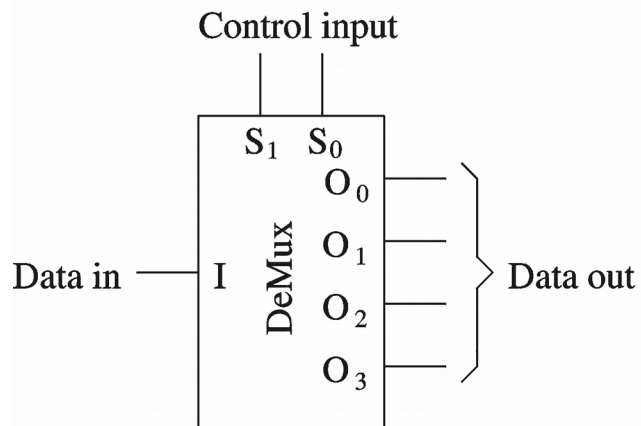 Control input
S₁ S₀
O₀
O₁
Data in I DeMux Data out
O₂
O₃